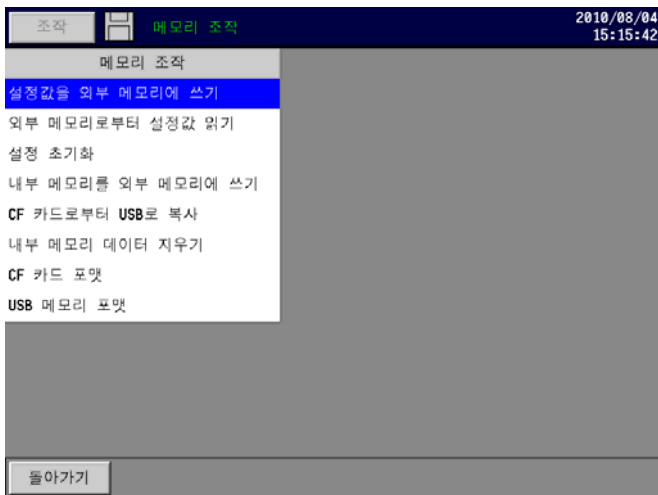 조작
메모리 조작
2010/08/04
15:15:42
메모리 조작
설정값을 외부 메모리에 쓰기
외부 메모리로부터 설정값 읽기
설정 초기화
내부 메모리를 외부 메모리에 쓰기
CF 카드로부터 USB로 복사
내부 메모리 데이터 지우기
CF 카드 포맷
USB 메모리 포맷
돌아가기